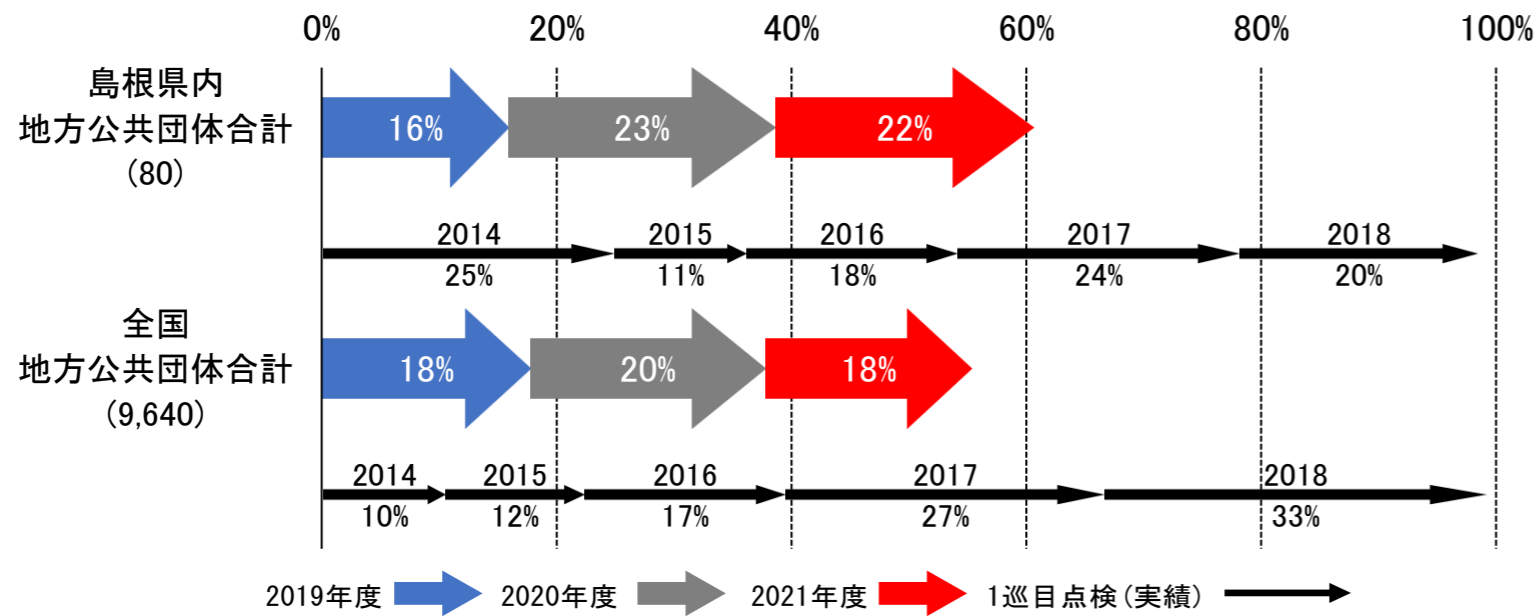 0% 20% 40% 60% 80% 100%
島根県内
地方公共団体合計
(80)
16% 23% 22%
2014 2015 2016 2017 2018
25% 11% 18% 24% 20%
全国
地方公共団体合計
(9,640)
18% 20% 18%
2014 2015 2016 2017 2018
10% 12% 17% 27% 33%
2019年度 2020年度 2021年度 1巡目点検(実績)